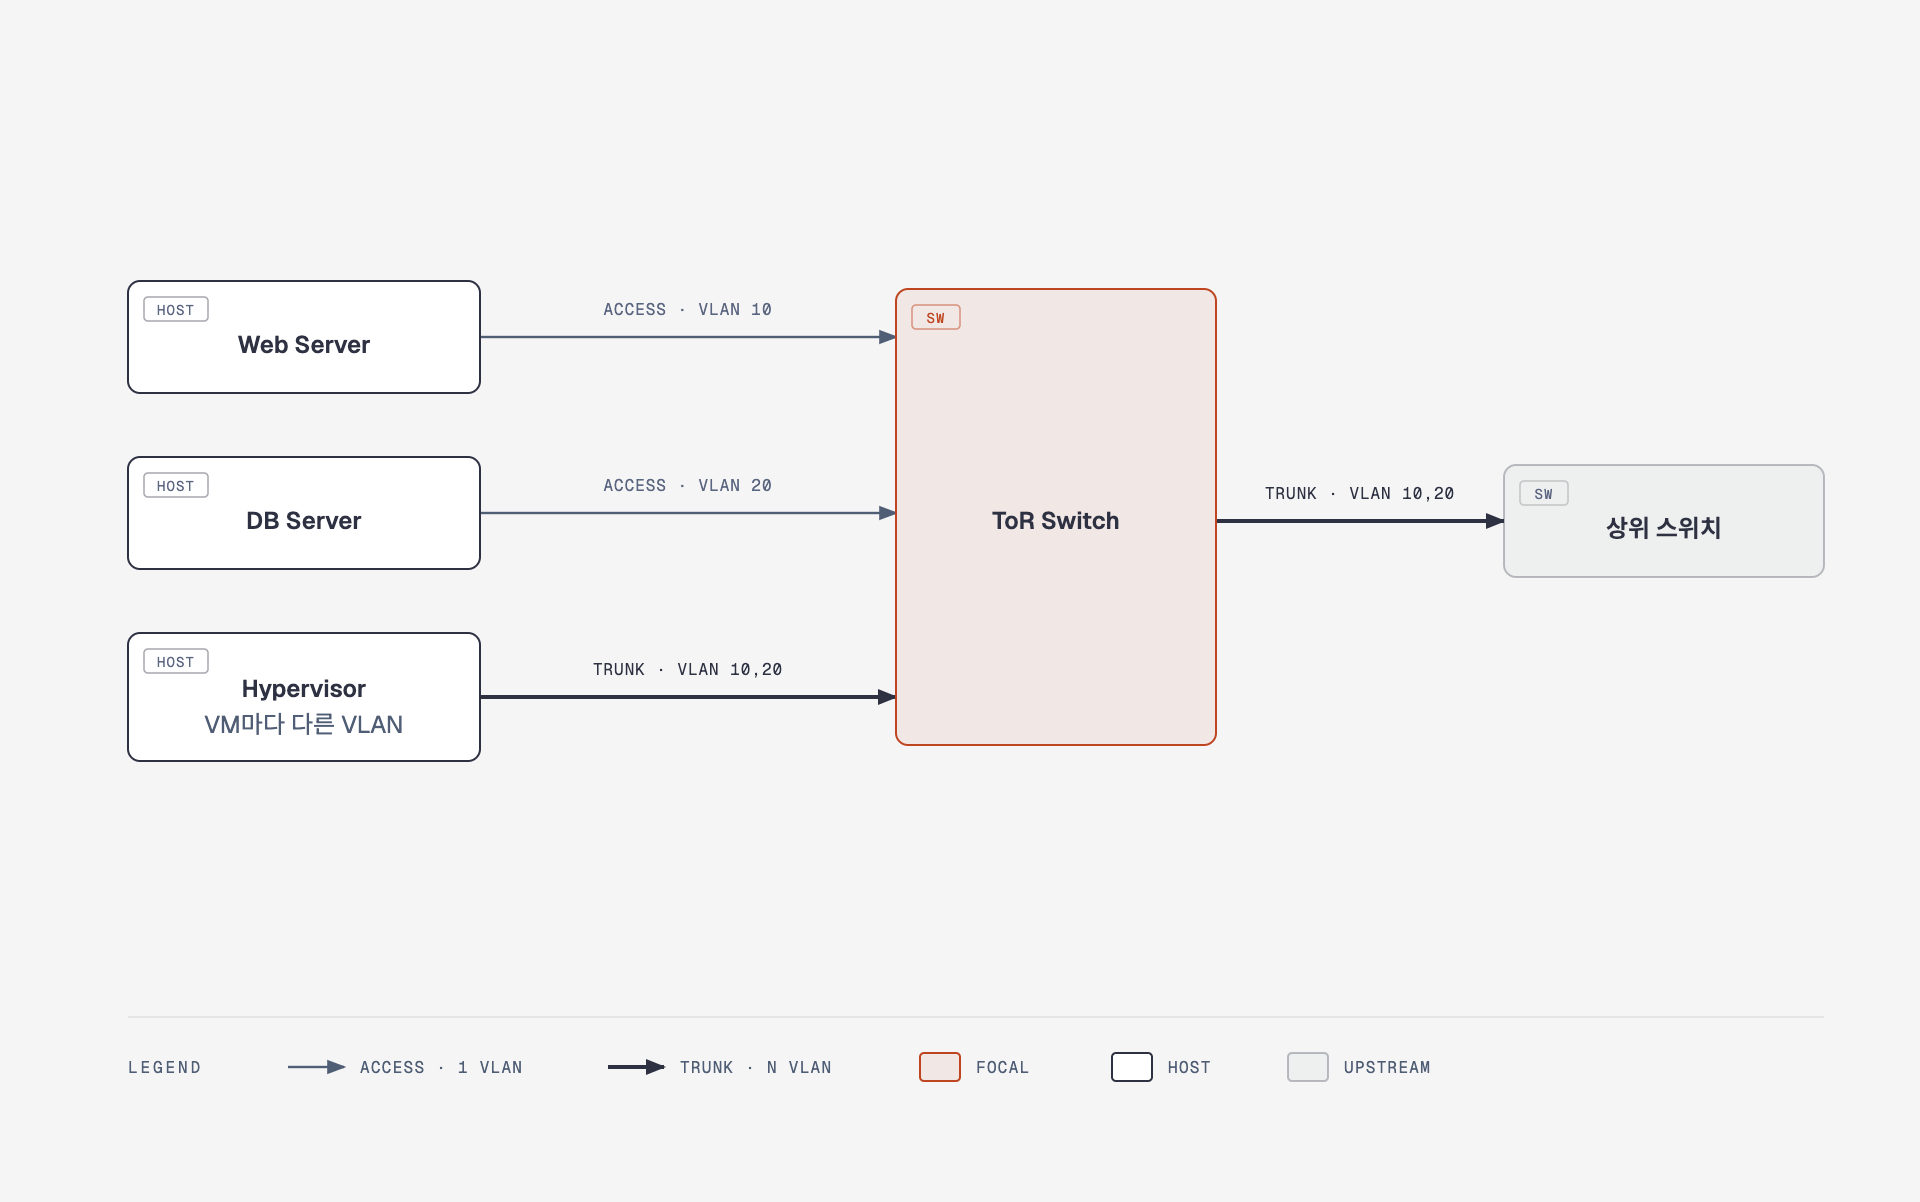 HOST
Web Server
ACCESS · VLAN 10
HOST
DB Server
ACCESS · VLAN 20
HOST
Hypervisor
VM마다 다른 VLAN
TRUNK · VLAN 10,20
SW
ToR Switch
TRUNK · VLAN 10,20
SW
상위 스위치
LEGEND
ACCESS · 1 VLAN
TRUNK · N VLAN
FOCAL
HOST
UPSTREAM